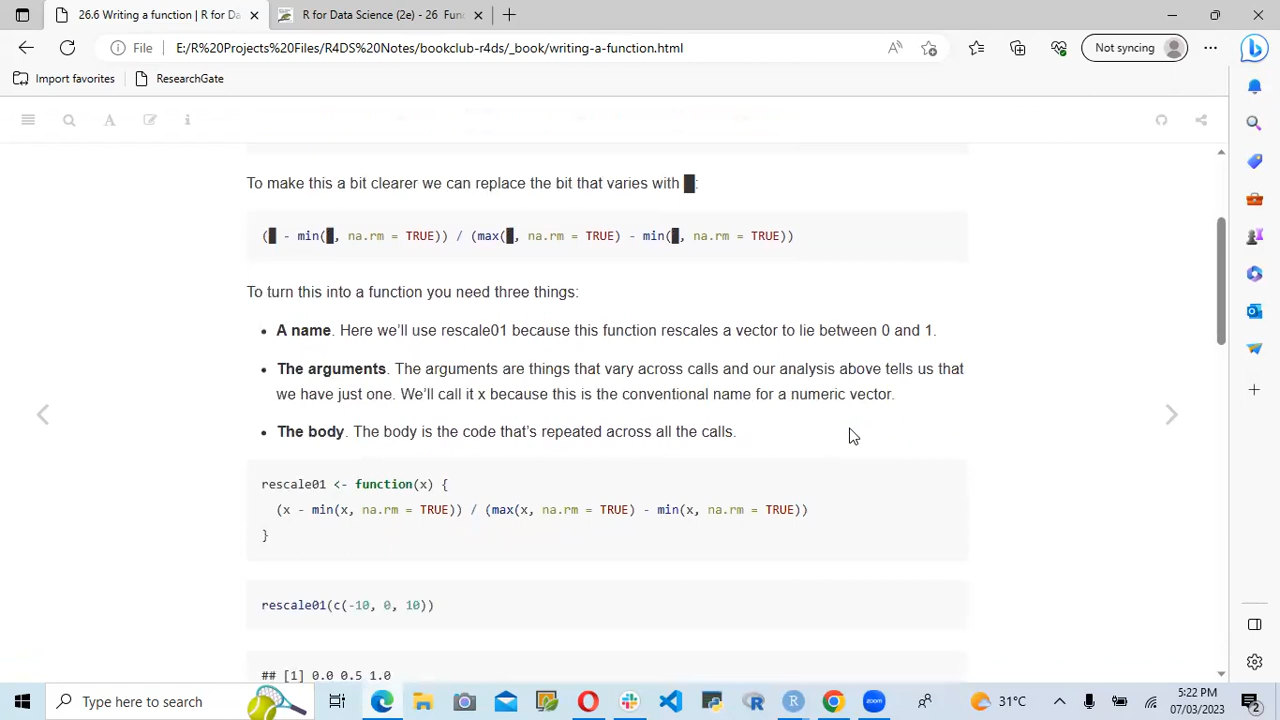 26.6 Writing a function | R for Da
R for Data Science (2e) - 26 Func
File
E:/R%20Projects%20Files/R4DS%20Notes/bookclub-r4ds/_book/writing-a-function.html
Not syncing
Import favorites
ResearchGate
To make this a bit clearer we can replace the bit that varies with █:
(█ - min(█, na.rm = TRUE)) / (max(█, na.rm = TRUE) - min(█, na.rm = TRUE))
To turn this into a function you need three things:
• A name. Here we’ll use rescale01 because this function rescales a vector to lie between 0 and 1.
• The arguments. The arguments are things that vary across calls and our analysis above tells us that
we have just one. We’ll call it x because this is the conventional name for a numeric vector.
• The body. The body is the code that’s repeated across all the calls.
rescale01 <- function(x) {
(x - min(x, na.rm = TRUE)) / (max(x, na.rm = TRUE) - min(x, na.rm = TRUE))
}
rescale01(c(-10, 0, 10))
## [1] 0.0 0.5 1.0
Type here to search
zoom
31°C
5:22 PM
07/03/2023
2